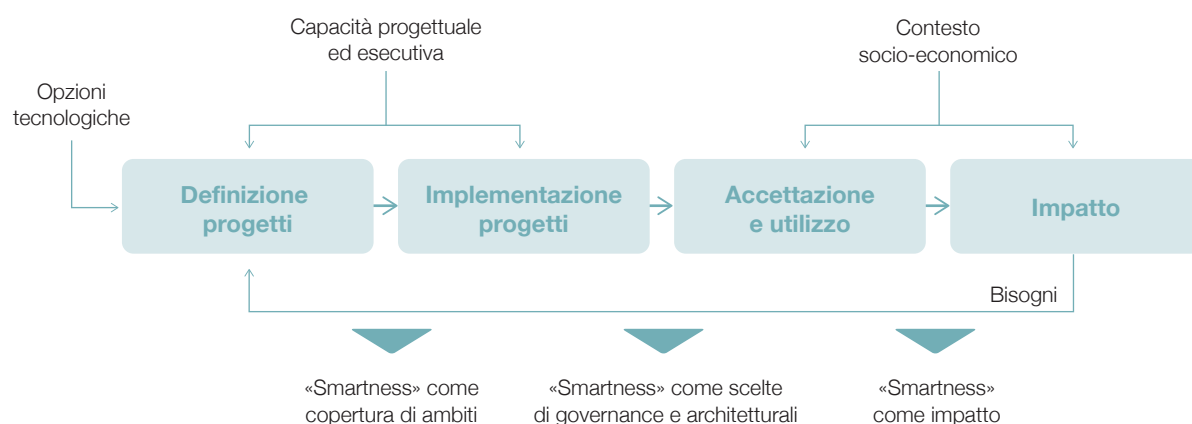 Capacità progettuale
ed esecutiva
Contesto
socio-economico
Opzioni
tecnologiche
Definizione
progetti
Implementazione
progetti
Accettazione
e utilizzo
Impatto
Bisogni
«Smartness» come
copertura di ambiti
«Smartness» come scelte
di governance e architetturali
«Smartness»
come impatto